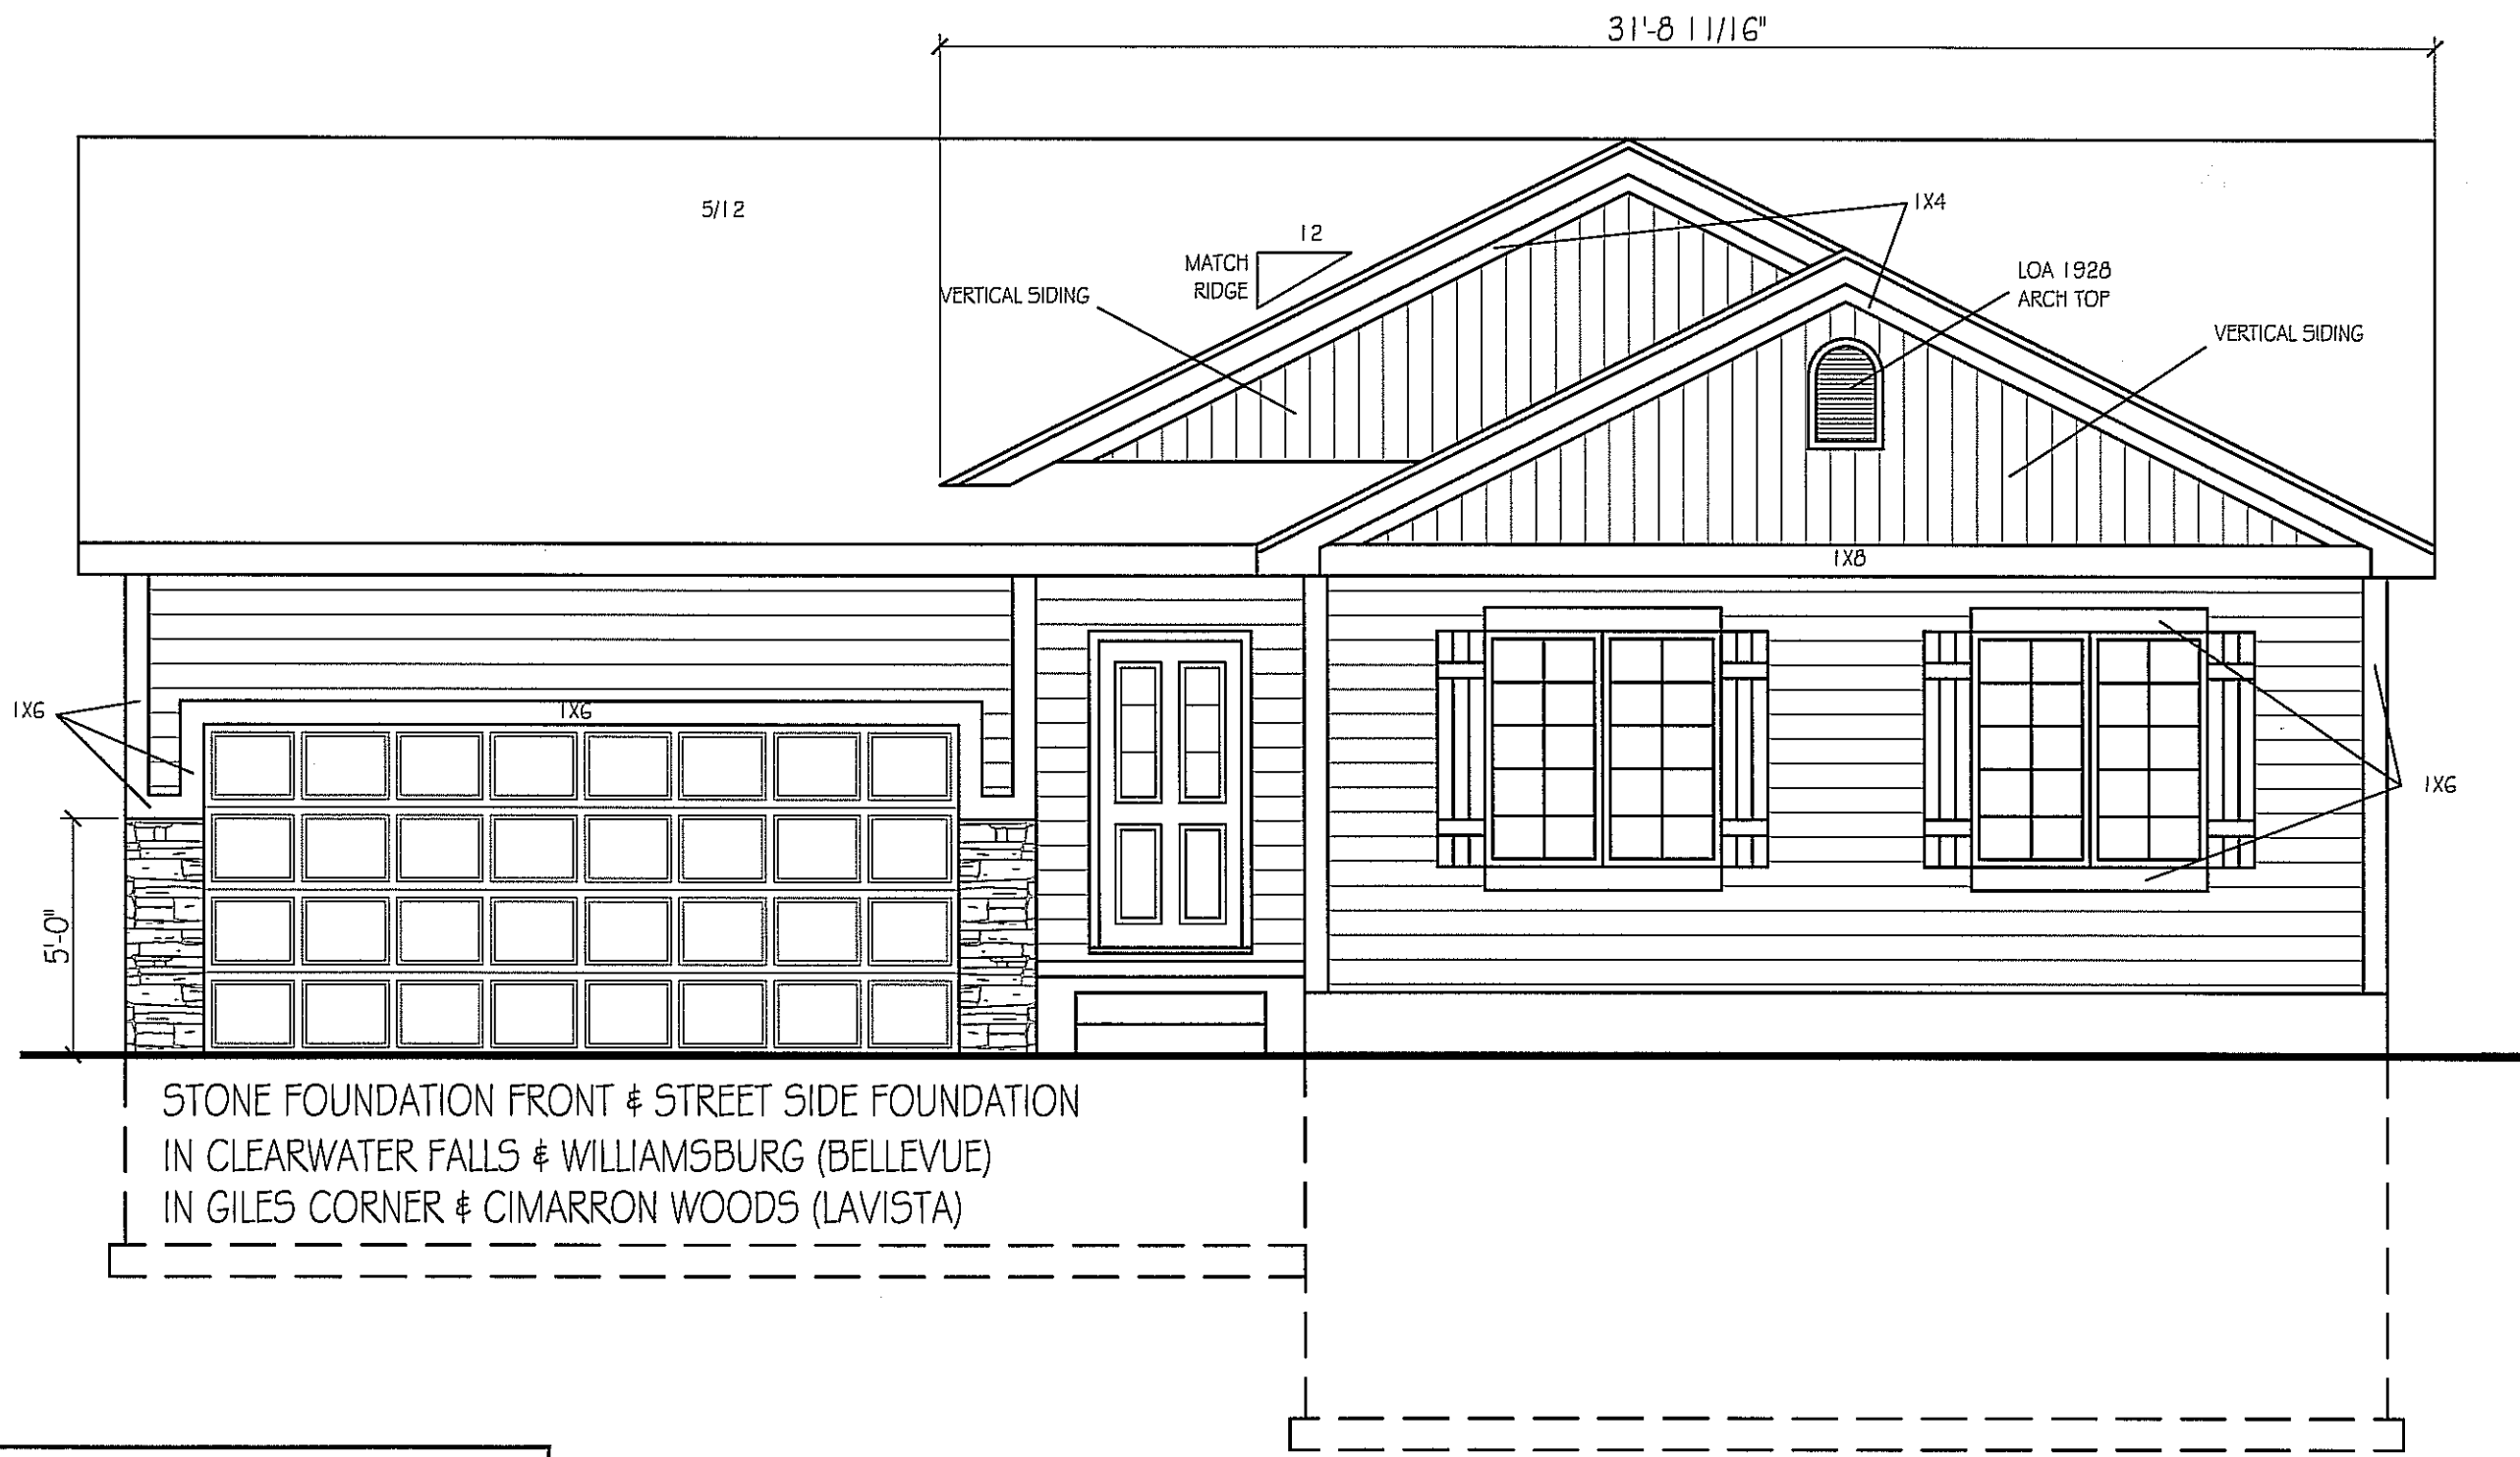 31'-8 11/16"
5/12
12
MATCH
RIDGE
1X4
VERTICAL SIDING
LOA 1928
ARCH TOP
VERTICAL SIDING
1X8
1X6
1X6
1X6
5'-0"
STONE FOUNDATION FRONT & STREET SIDE FOUNDATION
IN CLEARWATER FALLS & WILLIAMSBURG (BELLEVUE)
IN GILES CORNER & CIMARRON WOODS (LAVISTA)